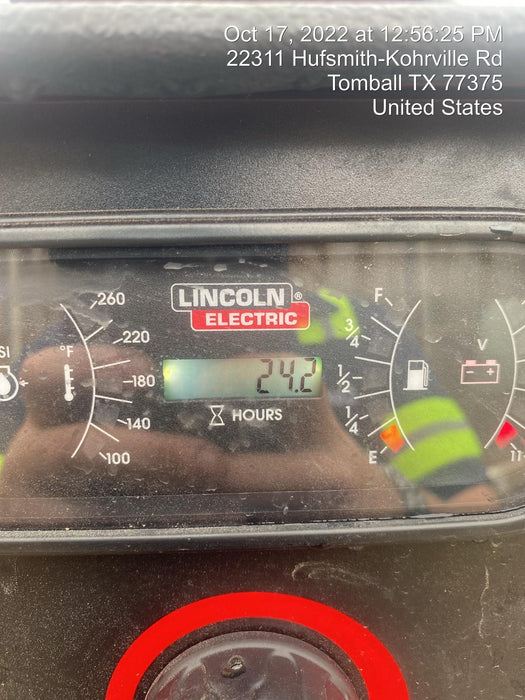 Oct 17, 2022 at 12:56:25 PM
22311 Hufsmith-Kohrville Rd
Tomball TX 77375
United States
LINCOLN®
ELECTRIC
24.2
HOURS
°F
260
220
180
140
100
F
3/4
1/2
1/4
E
V
- +